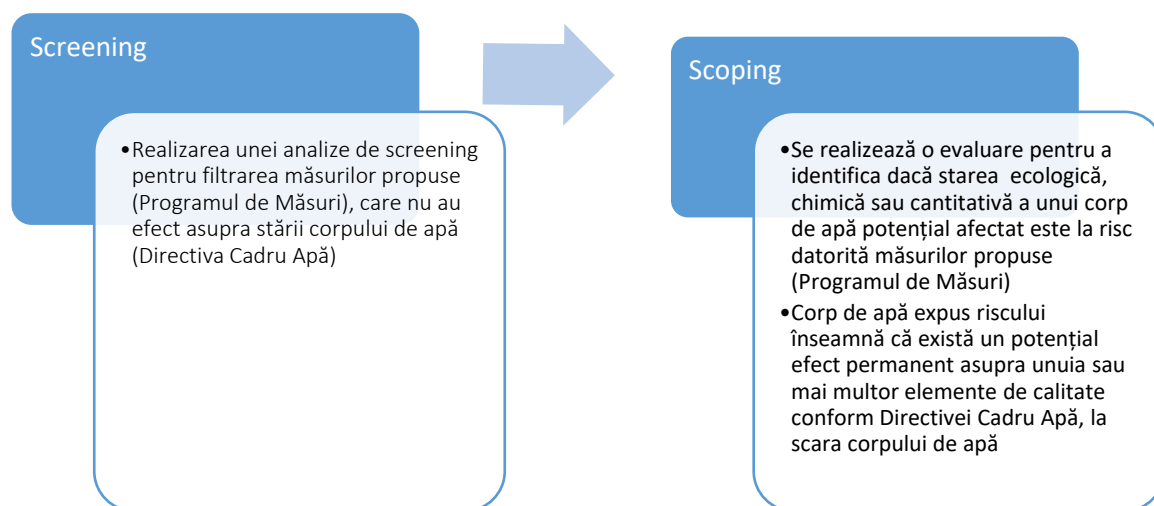 Screening
•Realizarea unei analize de screening
pentru filtrarea măsurilor propuse
(Programul de Măsuri), care nu au
efect asupra stării corpului de apă
(Directiva Cadru Apă)
Scoping
•Se realizează o evaluare pentru a
identifica dacă starea ecologică,
chimică sau cantitativă a unui corp
de apă potențial afectat este la risc
datorită măsurilor propuse
(Programul de Măsuri)
•Corp de apă expus riscului
înseamnă că există un potențial
efect permanent asupra unuia sau
mai multor elemente de calitate
conform Directivei Cadru Apă, la
scara corpului de apă